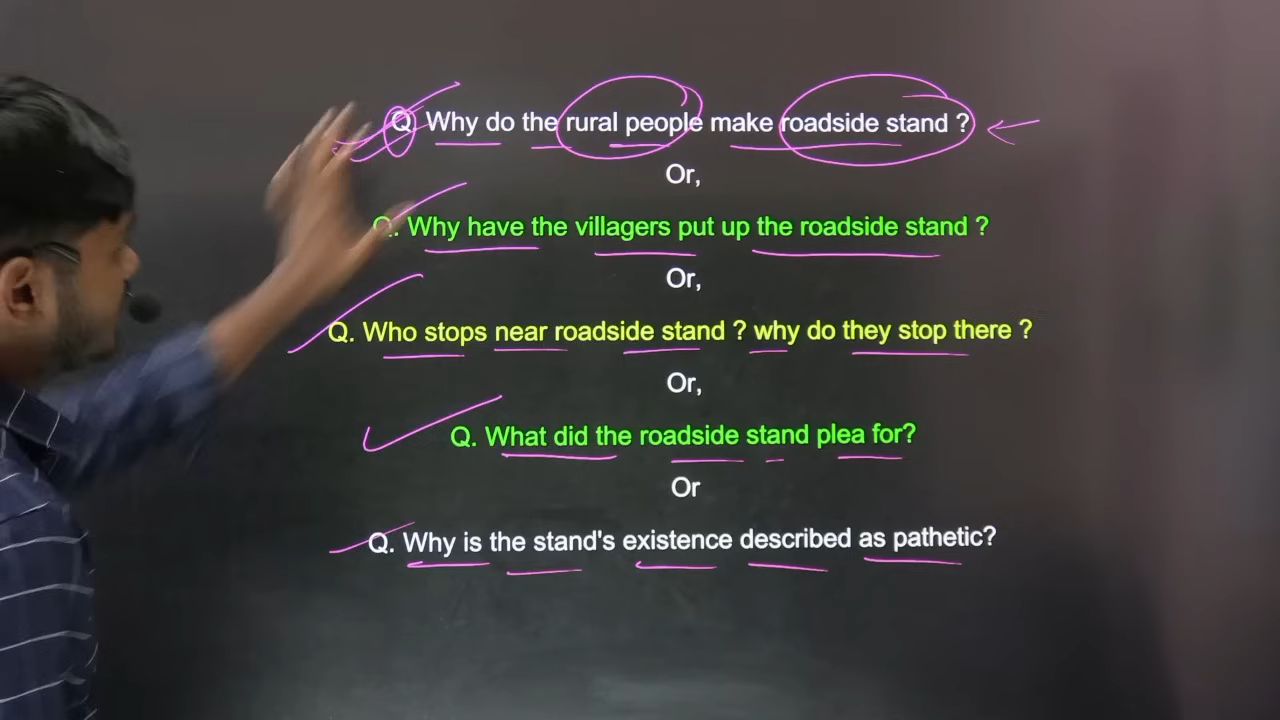 Q. Why do the rural people make roadside stand ?
Or,
Q. Why have the villagers put up the roadside stand ?
Or,
Q. Who stops near roadside stand ? why do they stop there ?
Or,
Q. What did the roadside stand plea for?
Or
Q. Why is the stand's existence described as pathetic?